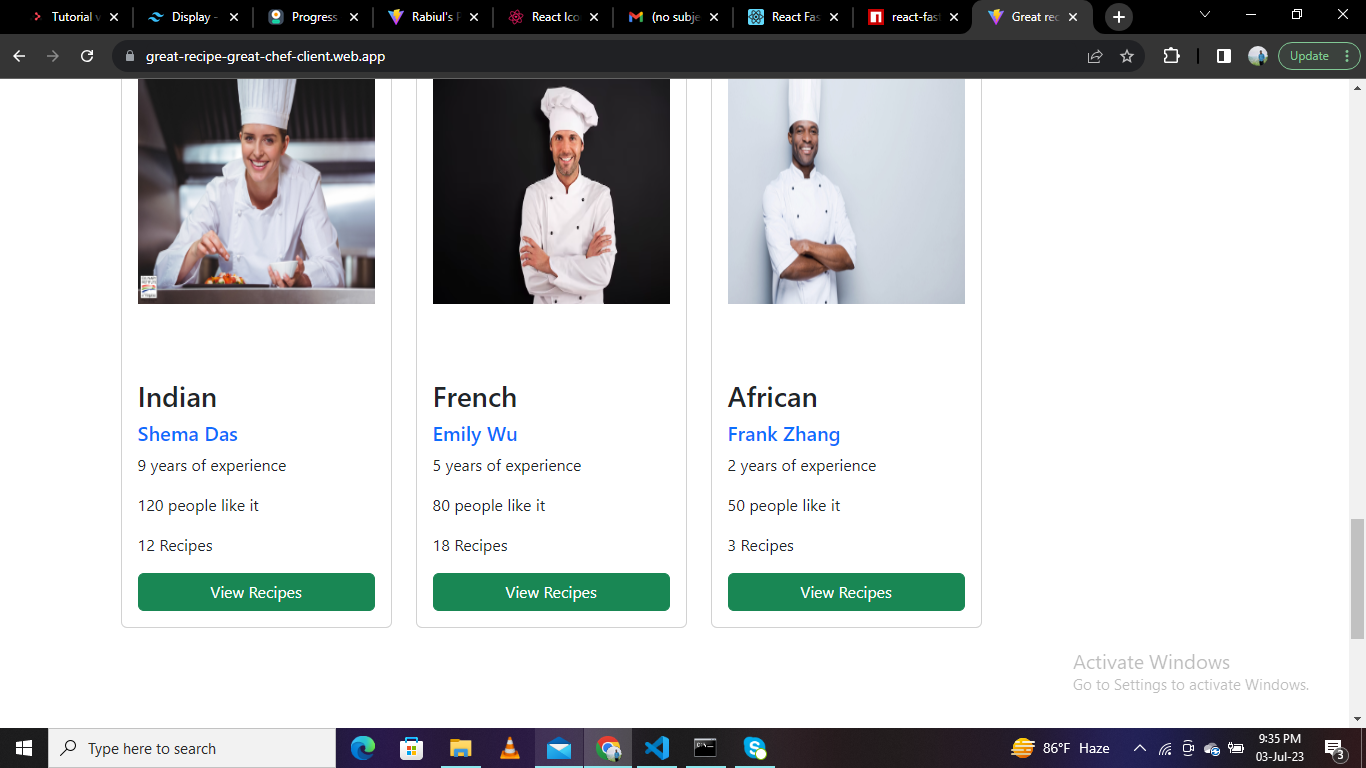 Tutorial v
Display -
Progress
Rabiul's P
React Ico
(no subje
React Fas
react-fast
Great rec
great-recipe-great-chef-client.web.app
Update
Indian
Shema Das
9 years of experience
120 people like it
12 Recipes
View Recipes
French
Emily Wu
5 years of experience
80 people like it
18 Recipes
View Recipes
African
Frank Zhang
2 years of experience
50 people like it
3 Recipes
View Recipes
Activate Windows
Go to Settings to activate Windows.
Type here to search
86°F Haze
9:35 PM
03-Jul-23
3